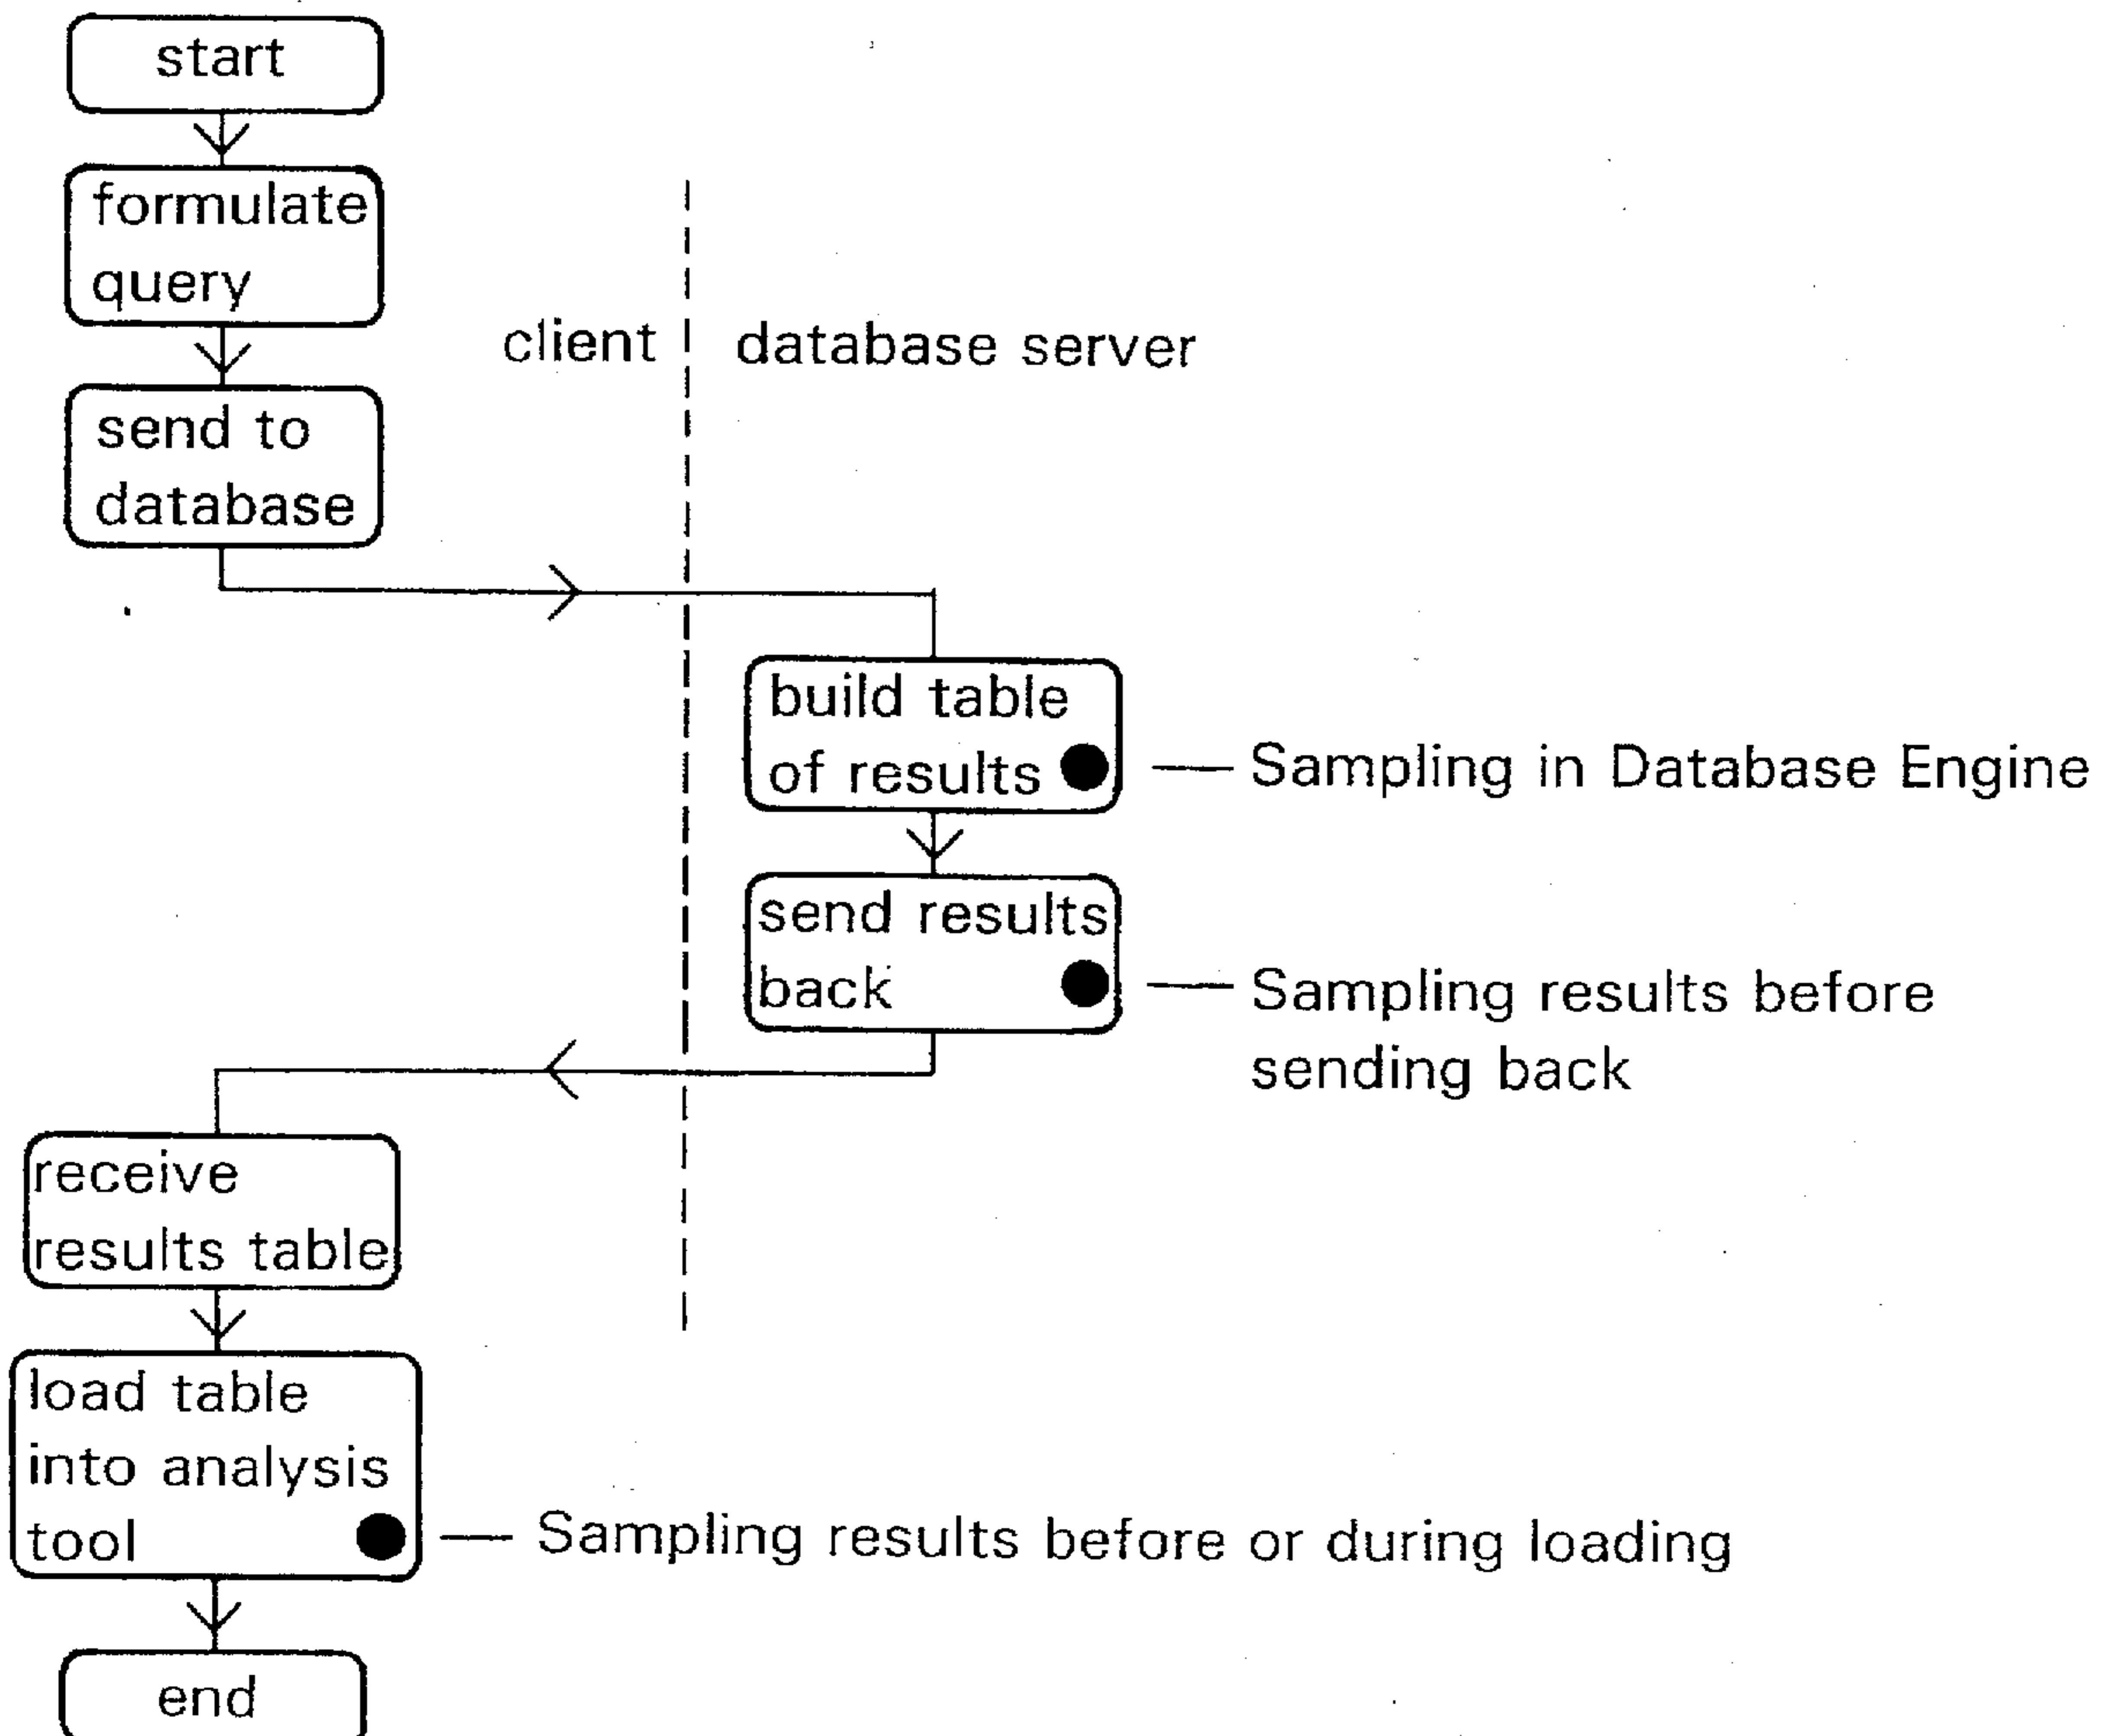 start
formulate
query
client
database server
send to
database
build table
of results
Sampling in Database Engine
send results
back
Sampling results before
sending back
receive
results table
load table
into analysis
tool
Sampling results before or during loading
end